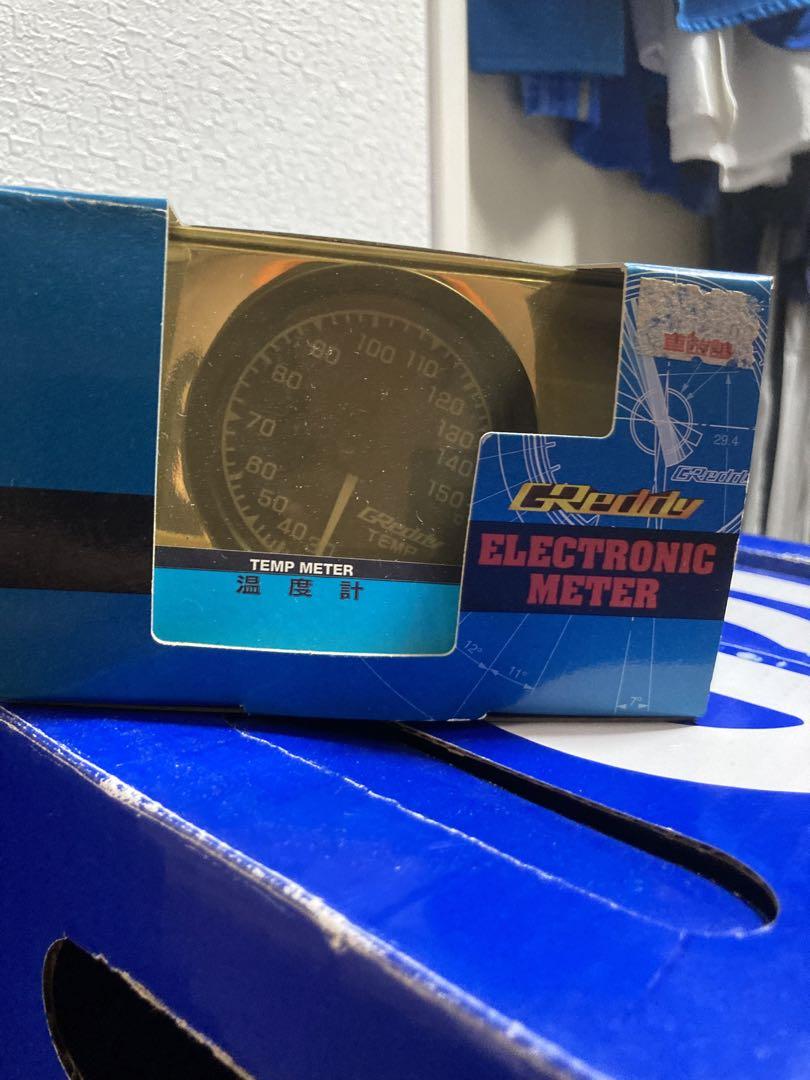 90 100 110
80 120
70 130
60 140
50 150
40
GReddy
TEMP
TEMP METER
温度計
29.4
GReddy
GReddy
ELECTRONIC
METER
12° 11°
7°